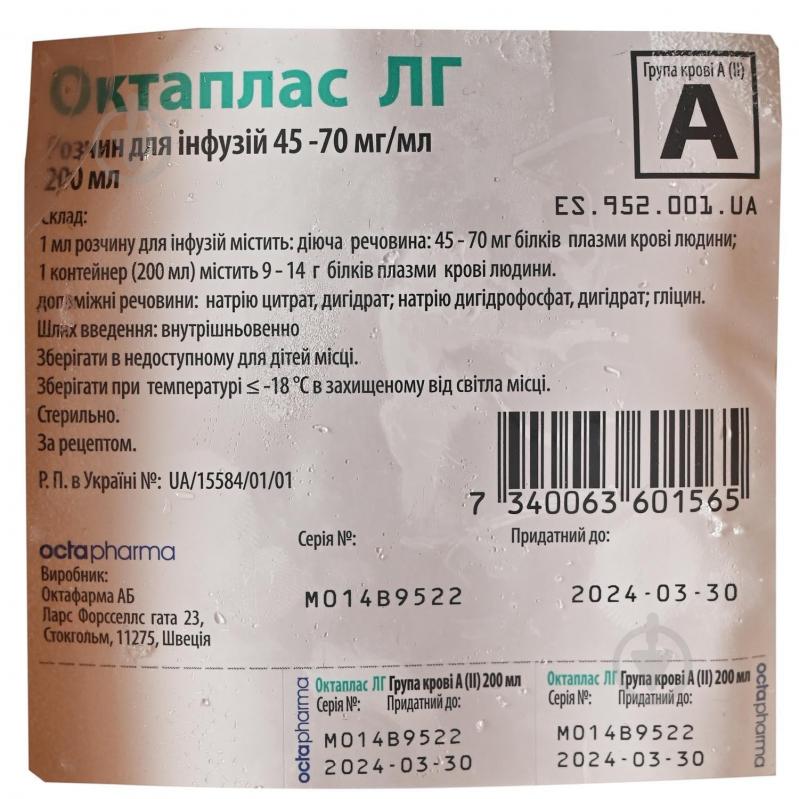 Октаплас ЛГ
Розчин для інфузій 45 -70 мг/мл
200 мл
Група крові А (II)
A
ES.952.001.UA
Склад:
1 мл розчину для інфузій містить: діюча речовина: 45 - 70 мг білків плазми крові людини;
1 контейнер (200 мл) містить 9 - 14 г білків плазми крові людини.
допоміжні речовини: натрію цитрат, дигідрат; натрію дигідрофосфат, дигідрат; гліцин.
Шлях введення: внутрішньовенно
Зберігати в недоступному для дітей місці.
Зберігати при температурі ≤ -18 °C в захищеному від світла місці.
Стерильно.
За рецептом.
Р. П. в Україні №: UA/15584/01/01
7 340063 601565
octapharma
Виробник:
Октафарма АБ
Ларс Форсселлс гата 23,
Стокгольм, 11275, Швеція
Серія №:
M014B9522
Придатний до:
2024-03-30
octapharma
Октаплас ЛГ Група крові А (II) 200 мл
Серія №: Придатний до:
M014B9522
2024-03-30
Октаплас ЛГ Група крові А (II) 200 мл
Серія №: Придатний до:
M014B9522
2024-03-30
octapharma